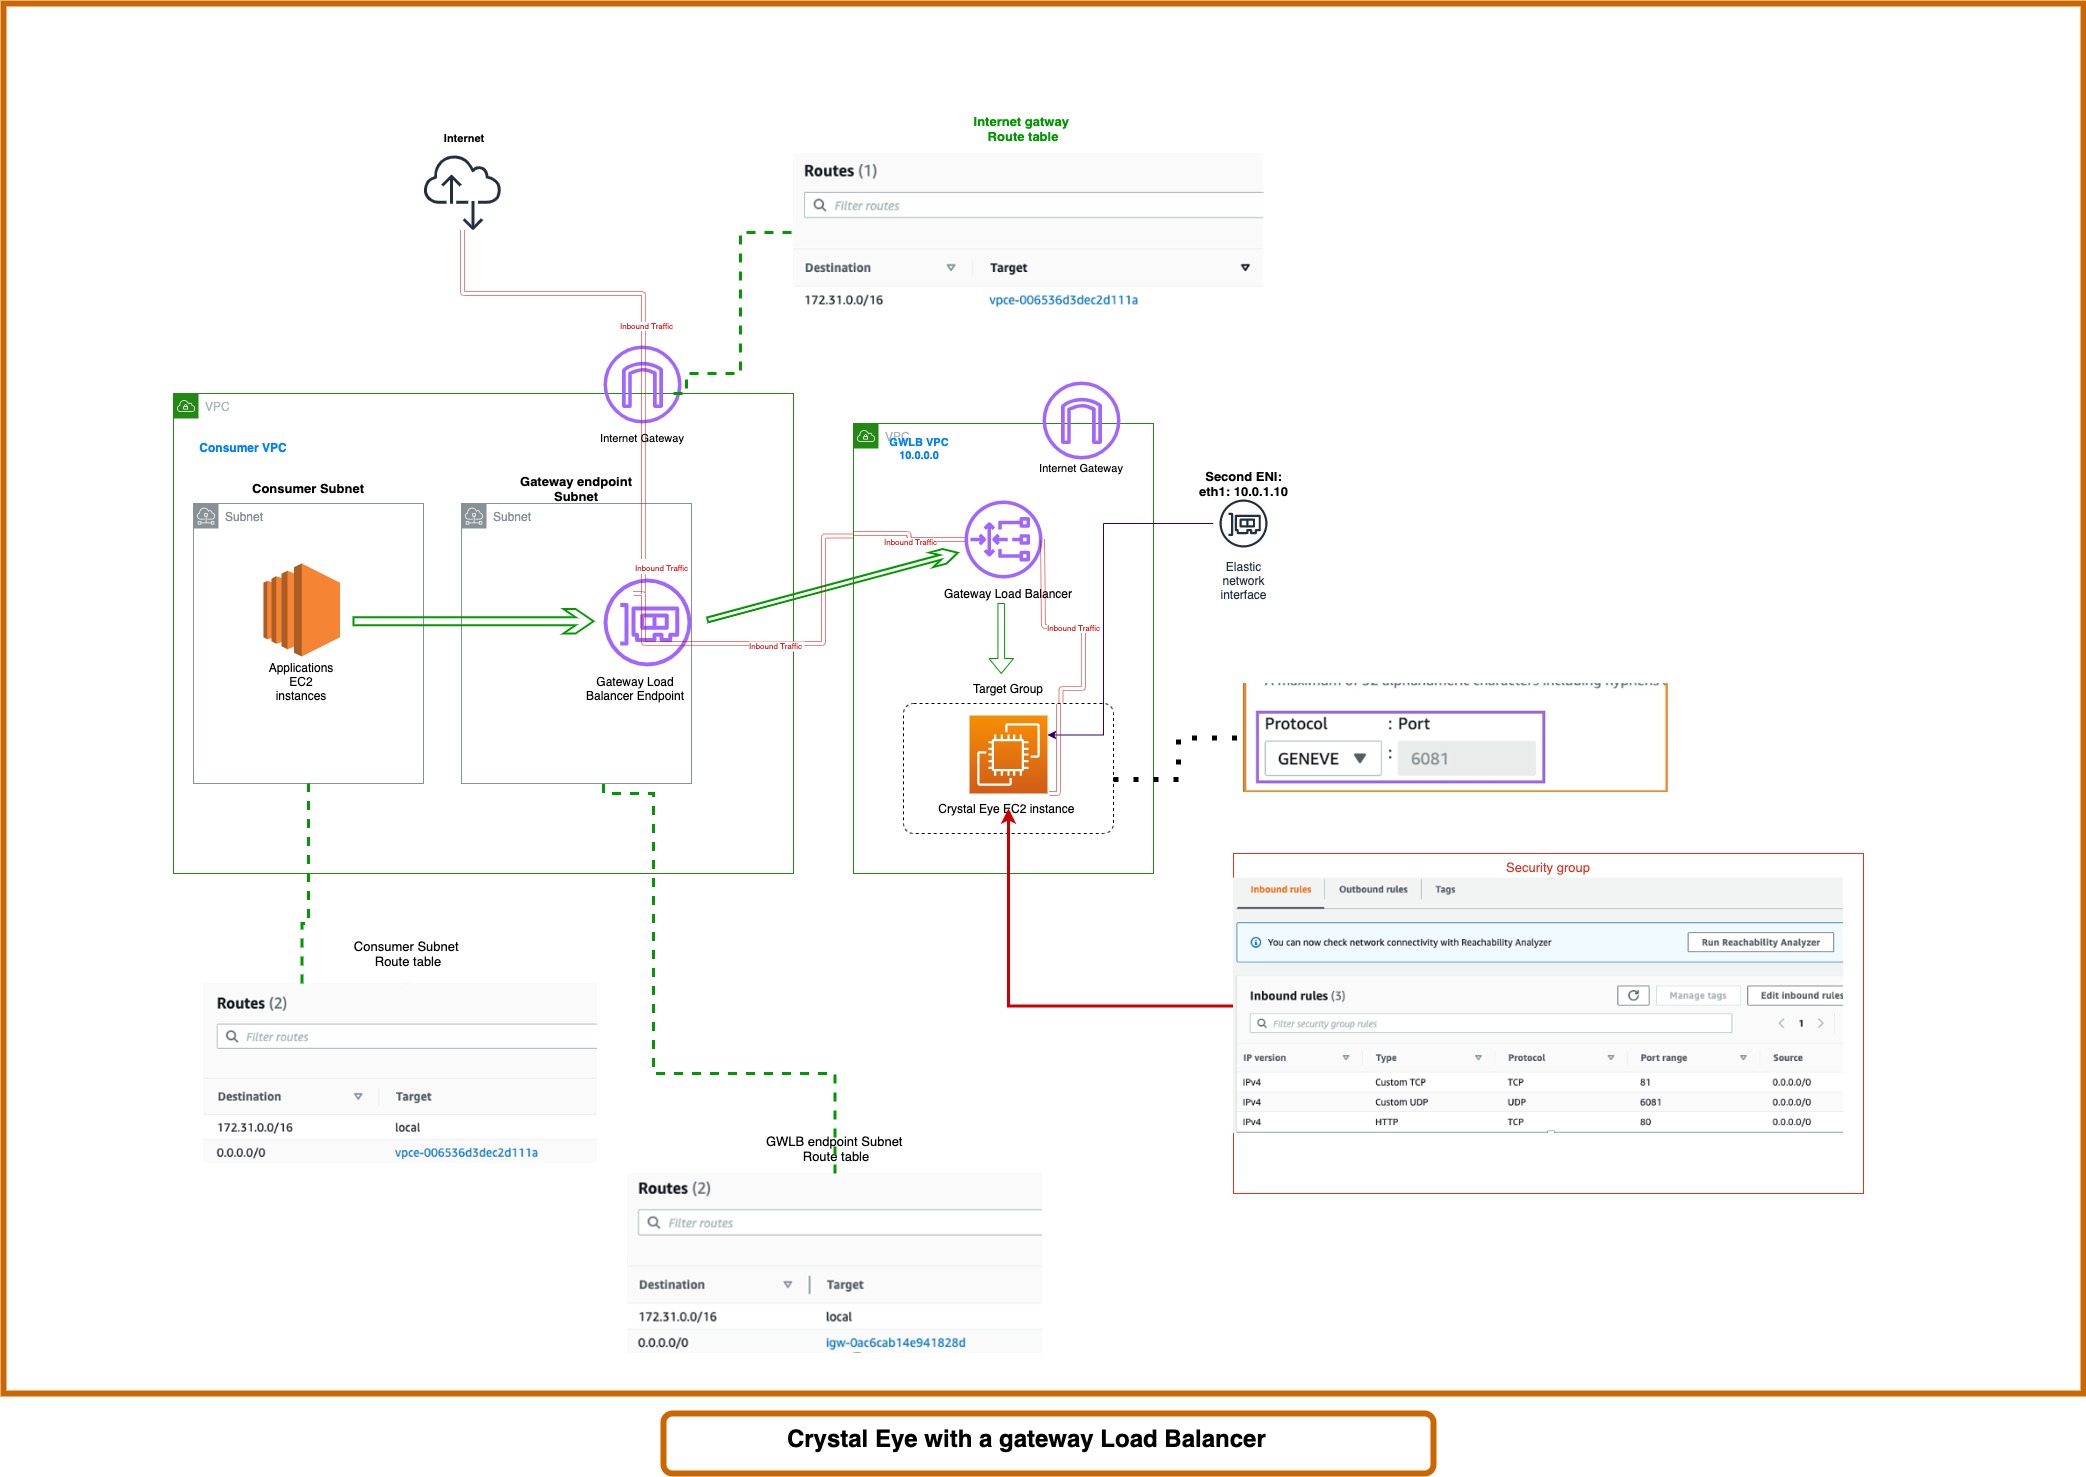 Internet
Internet gatway
Route table
Routes (1)
Filter routes
Destination Target
172.31.0.0/16 vpce-006536d3dec2d111a
Inbound Traffic
Internet Gateway
VPC
Consumer VPC
Consumer Subnet
Subnet
Applications
EC2
instances
Gateway endpoint
Subnet
Subnet
Inbound Traffic
Gateway Load
Balancer Endpoint
Inbound Traffic
VPC
GWLB VPC
10.0.0.0
Internet Gateway
Inbound Traffic
Gateway Load Balancer
Inbound Traffic
Target Group
Crystal Eye EC2 instance
Second ENI:
eth1: 10.0.1.10
Elastic
network
interface
A maximum of 32 alphanumeric characters including hyphens
Protocol : Port
GENEVE : 6081
Security group
Inbound rules Outbound rules Tags
You can now check network connectivity with Reachability Analyzer Run Reachability Analyzer
Inbound rules (3) Manage tags Edit inbound rules
Filter security group rules 1
IP version Type Protocol Port range Source
IPv4 Custom TCP TCP 81 0.0.0.0/0
IPv4 Custom UDP UDP 6081 0.0.0.0/0
IPv4 HTTP TCP 80 0.0.0.0/0
Consumer Subnet
Route table
Routes (2)
Filter routes
Destination Target
172.31.0.0/16 local
0.0.0.0/0 vpce-006536d3dec2d111a
GWLB endpoint Subnet
Route table
Routes (2)
Filter routes
Destination Target
172.31.0.0/16 local
0.0.0.0/0 igw-0ac6cab14e941828d
Crystal Eye with a gateway Load Balancer